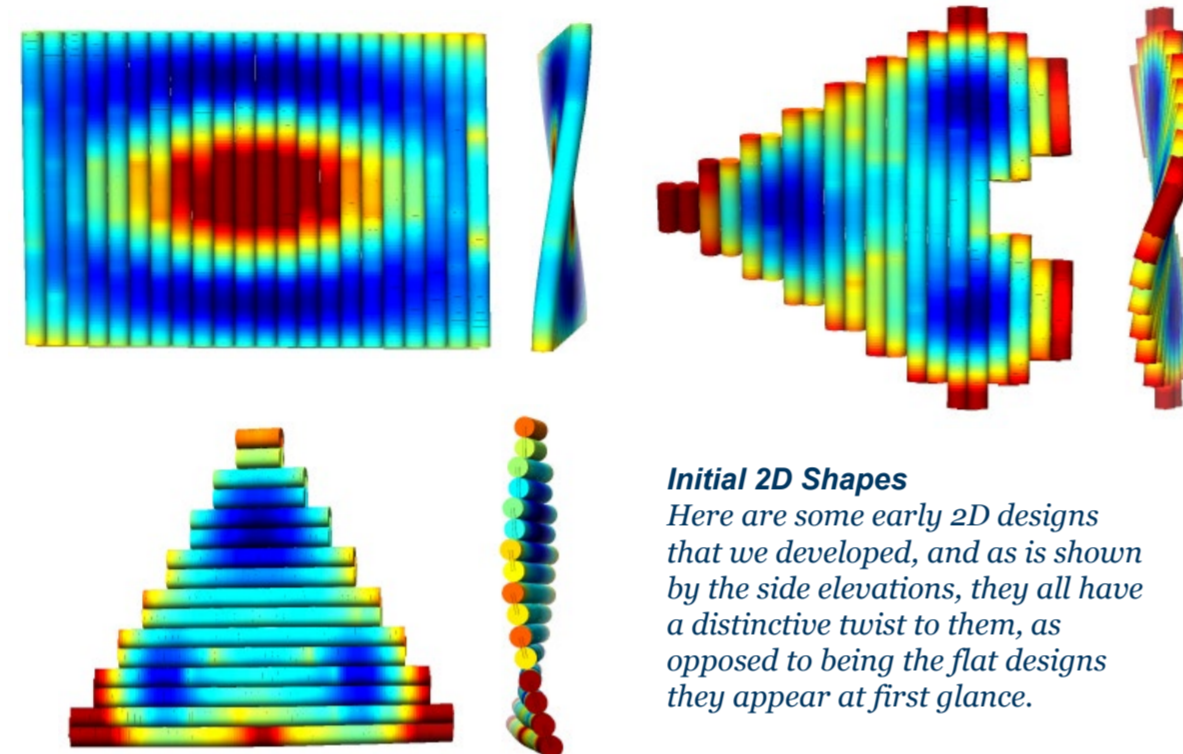 Initial 2D Shapes
Here are some early 2D designs
that we developed, and as is shown
by the side elevations, they all have
a distinctive twist to them, as
opposed to being the flat designs
they appear at first glance.